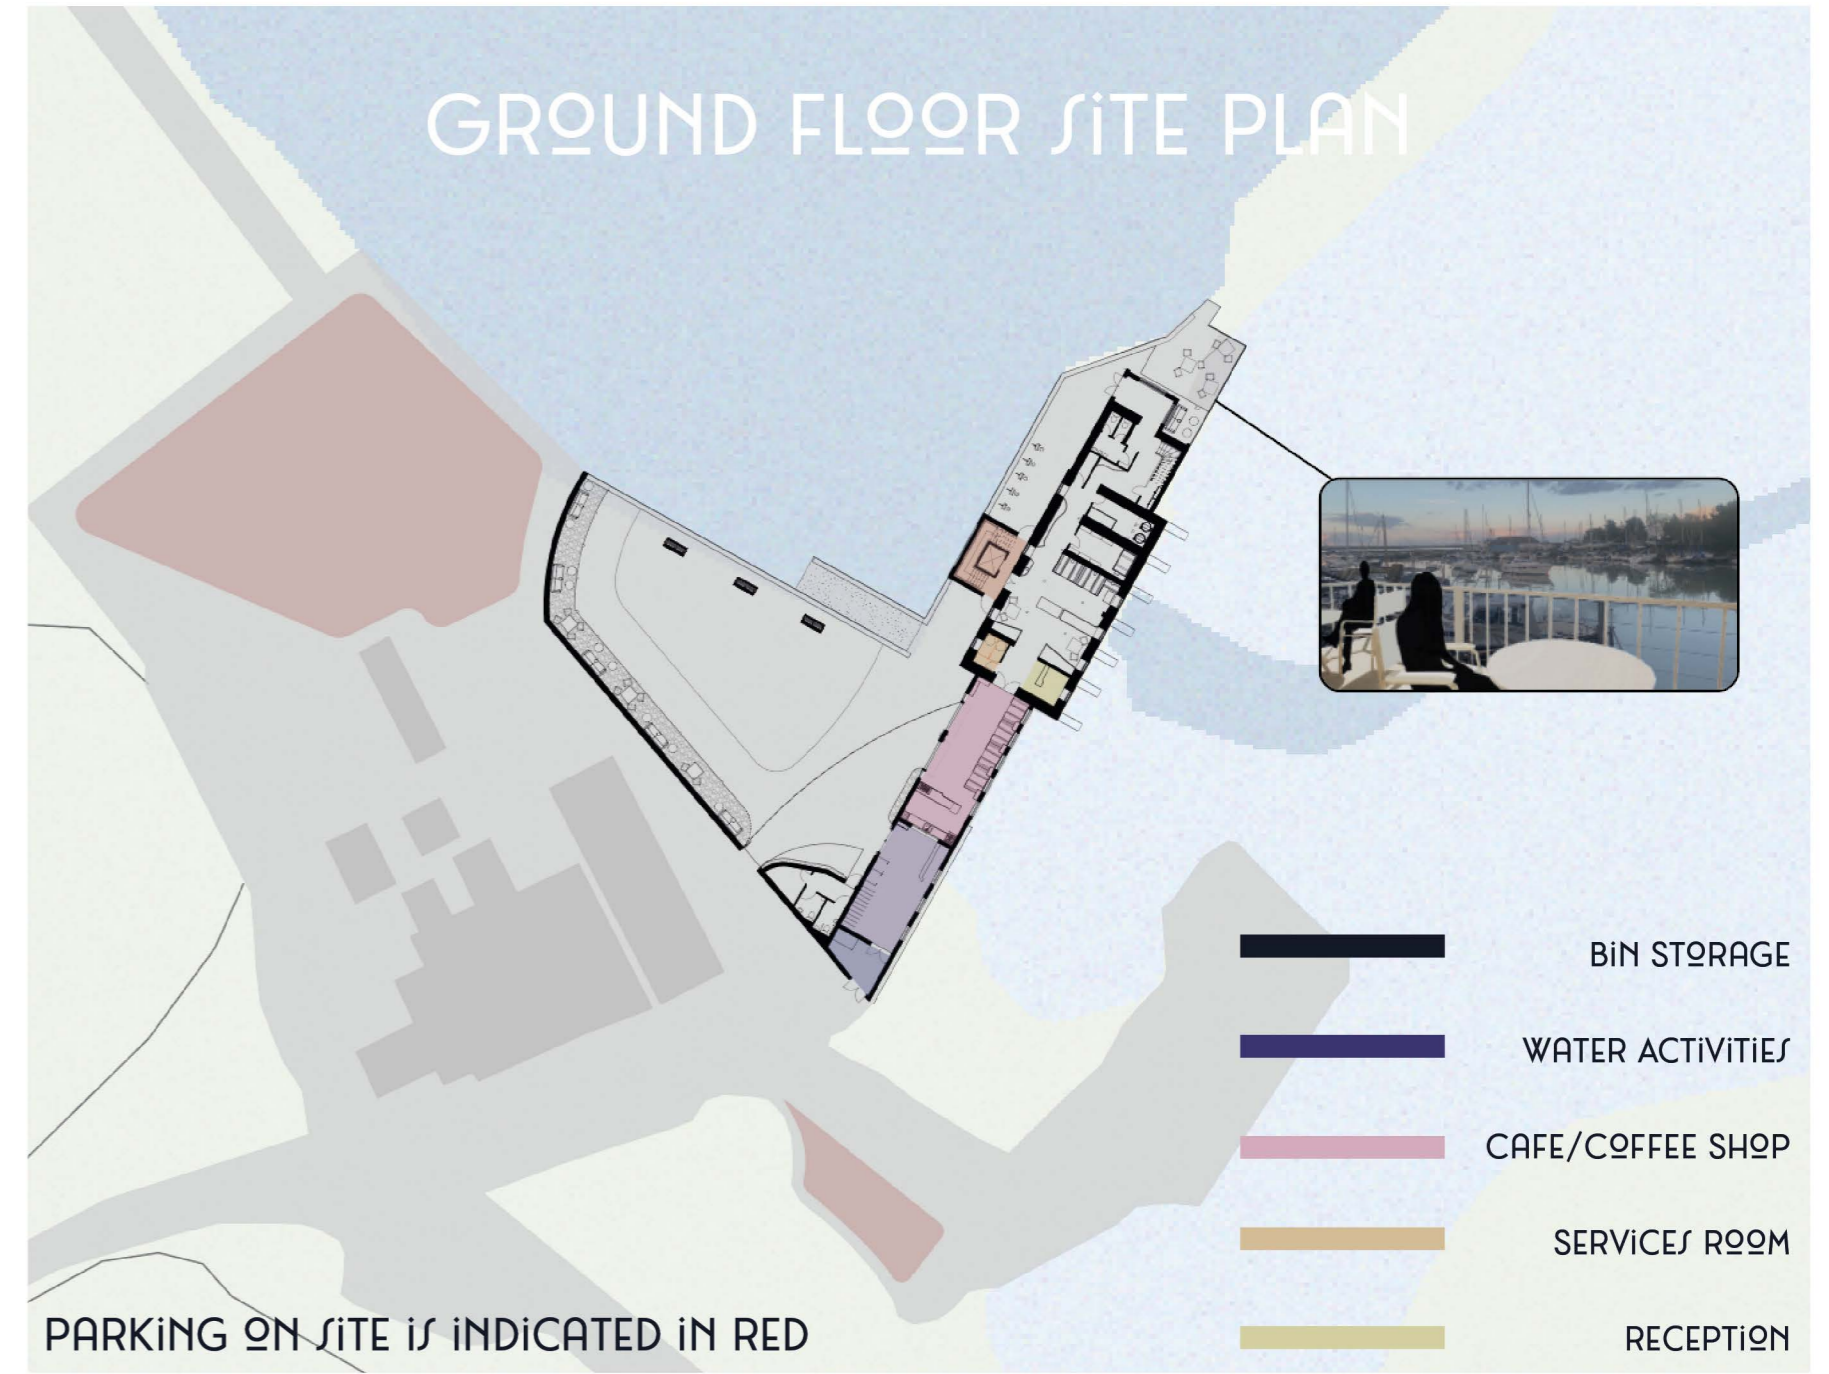 GROUND FLOOR SITE PLAN
BIN STORAGE
WATER ACTIVITIES
CAFE/COFFEE SHOP
SERVICES ROOM
RECEPTION
PARKING ON SITE IS INDICATED IN RED